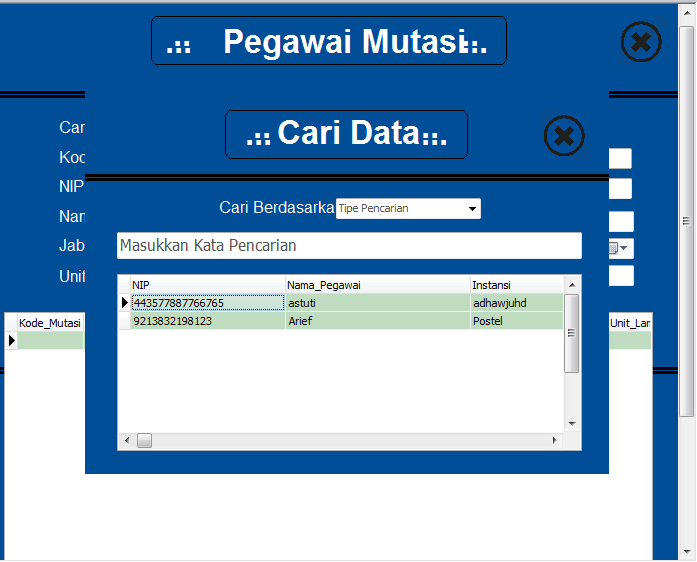 .:: Pegawai Mutasi::.
.:: Cari Data::.
Car
Kod
NIP
Nar
Jab
Unit
Cari Berdasarka
Tipe Pencarian
Masukkan Kata Pencarian
NIP Nama_Pegawai Instansi
443577887766765 astuti adhawjuhd
9213832198123 Arief Postel
Kode_Mutasi Unit_Lar